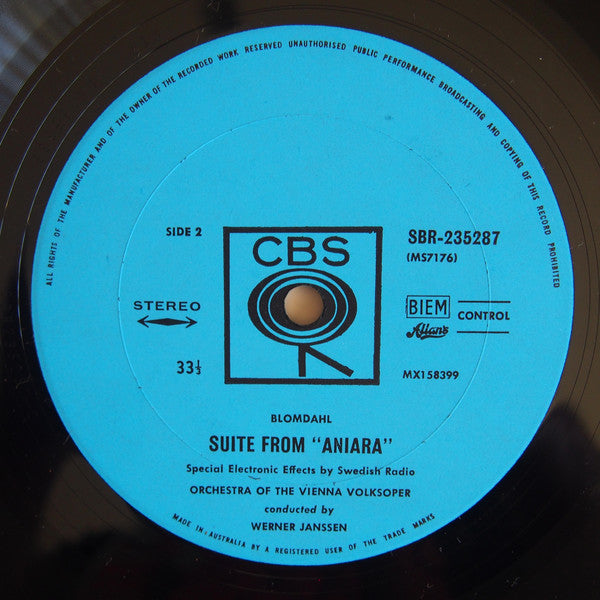 ALL RIGHTS OF THE MANUFACTURER AND OF THE OWNER OF THE RECORDED WORK RESERVED UNAUTHORISED PUBLIC PERFORMANCE BROADCASTING AND COPYING OF THIS RECORD PROHIBITED
SIDE 2
CBS
SBR-235287
(MS7176)
STEREO
BIEM CONTROL
Allan's
33⅓
MX158399
BLOMDAHL
SUITE FROM "ANIARA"
Special Electronic Effects by Swedish Radio
ORCHESTRA OF THE VIENNA VOLKSOPER
conducted by
WERNER JANSSEN
MADE IN AUSTRALIA BY A REGISTERED USER OF THE TRADE MARKS